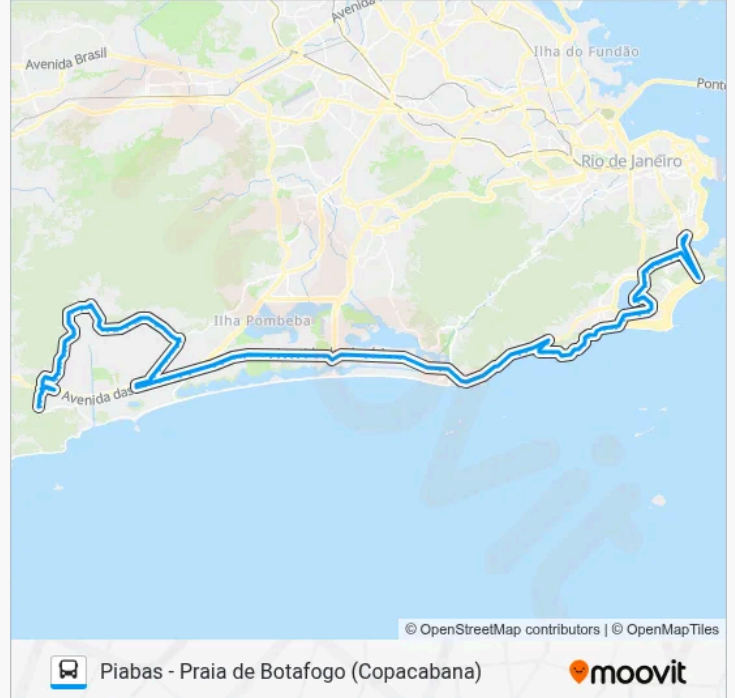 Avenida
Ilha do Fundão
Avenida Brasil
Pont
Rio de Janeiro
Ilha Pombeba
Avenida das
© OpenStreetMap contributors | © OpenMapTiles
Piabas - Praia de Botafogo (Copacabana)
moovit